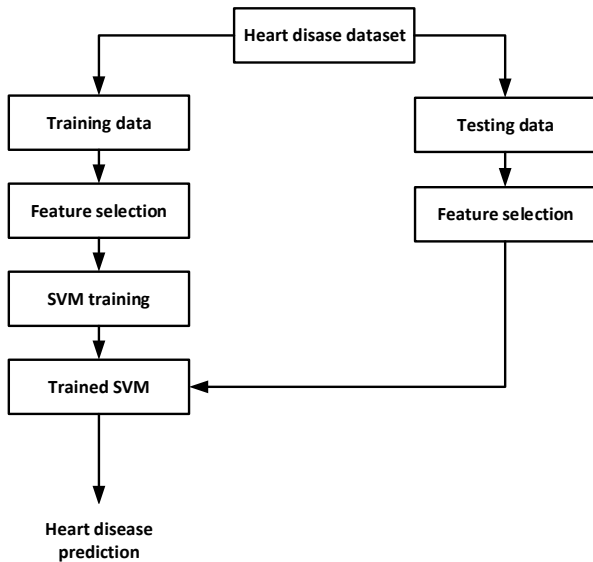 Heart disase dataset
Training data
Testing data
Feature selection
Feature selection
SVM training
Trained SVM
Heart disease
prediction